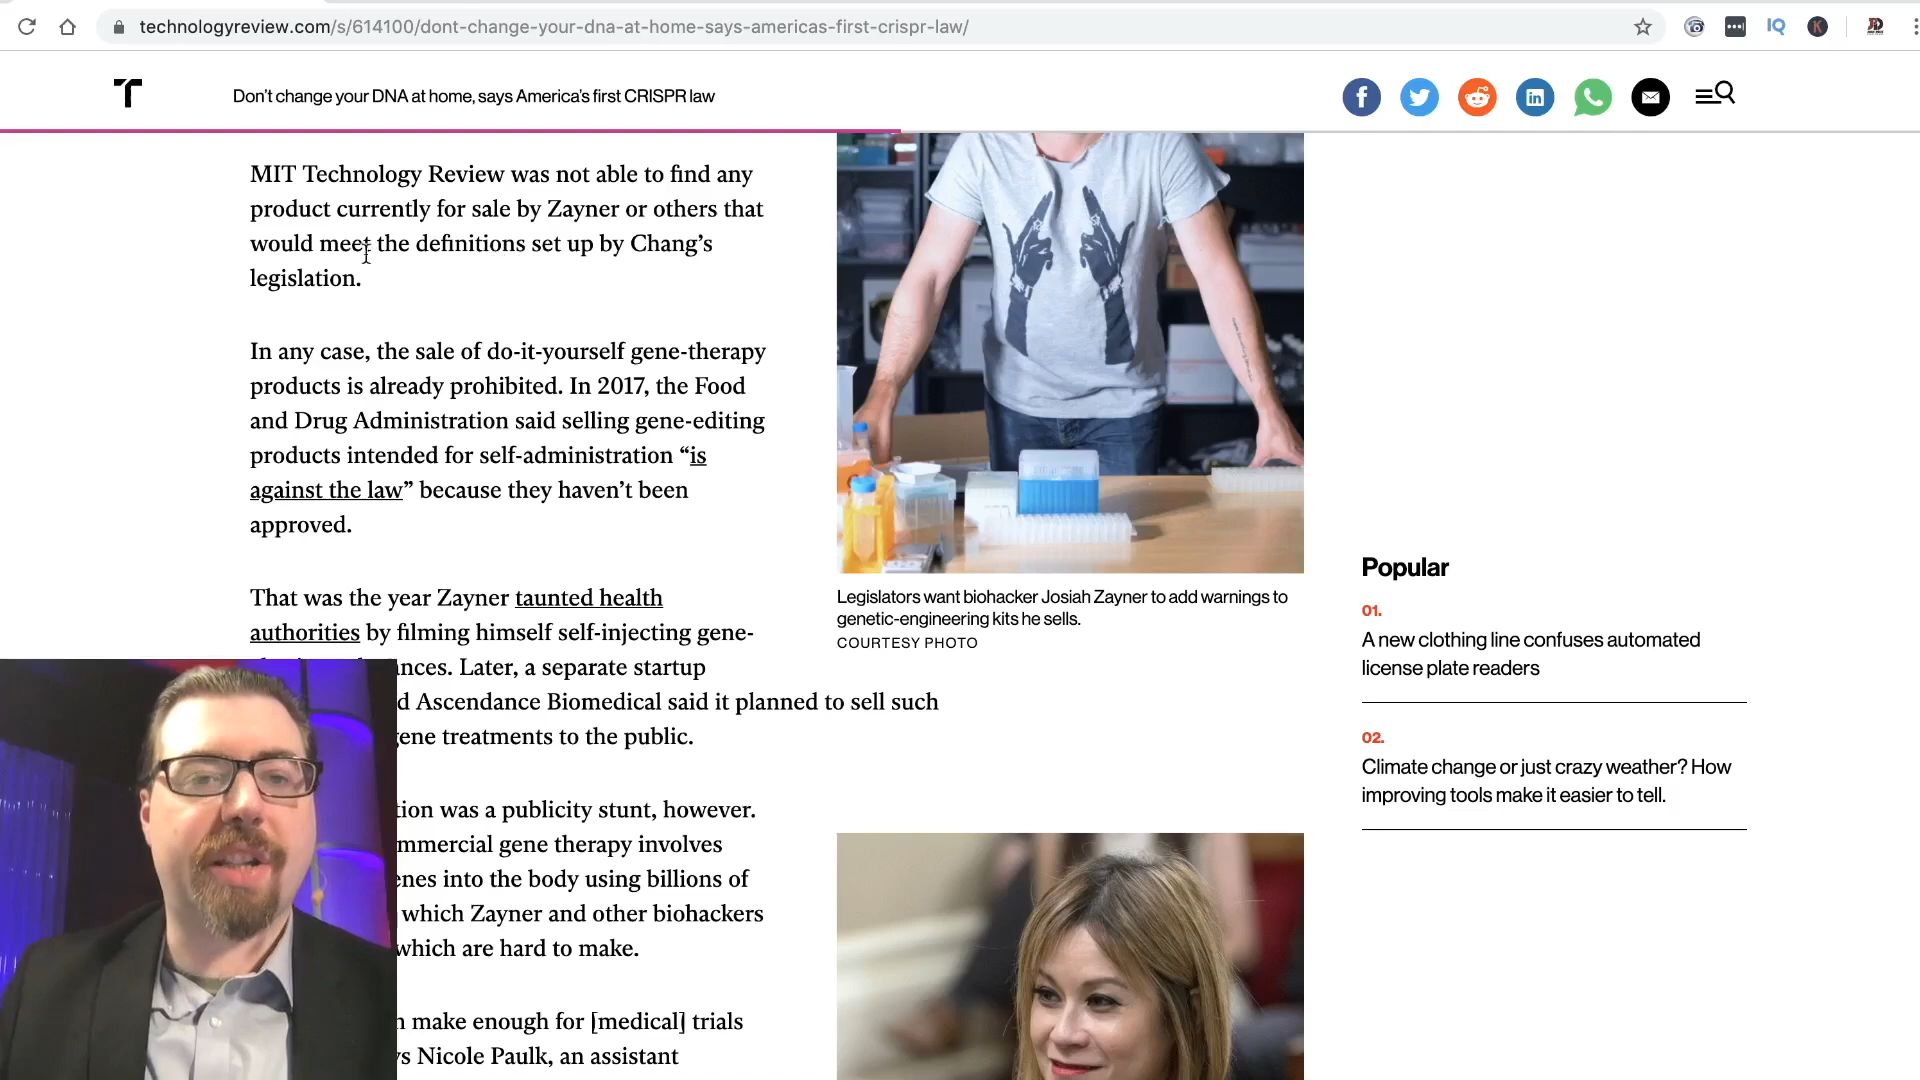 technologyreview.com/s/614100/dont-change-your-dna-at-home-says-americas-first-crispr-law/
Don't change your DNA at home, says America's first CRISPR law
MIT Technology Review was not able to find any
product currently for sale by Zayner or others that
would meet the definitions set up by Chang’s
legislation.
In any case, the sale of do-it-yourself gene-therapy
products is already prohibited. In 2017, the Food
and Drug Administration said selling gene-editing
products intended for self-administration “is
against the law” because they haven’t been
approved.
That was the year Zayner taunted health
authorities by filming himself self-injecting gene-
ances. Later, a separate startup
d Ascendance Biomedical said it planned to sell such
gene treatments to the public.
tion was a publicity stunt, however.
mmercial gene therapy involves
enes into the body using billions of
which Zayner and other biohackers
which are hard to make.
n make enough for [medical] trials
ys Nicole Paulk, an assistant
Legislators want biohacker Josiah Zayner to add warnings to
genetic-engineering kits he sells.
COURTESY PHOTO
Popular
01.
A new clothing line confuses automated
license plate readers
02.
Climate change or just crazy weather? How
improving tools make it easier to tell.